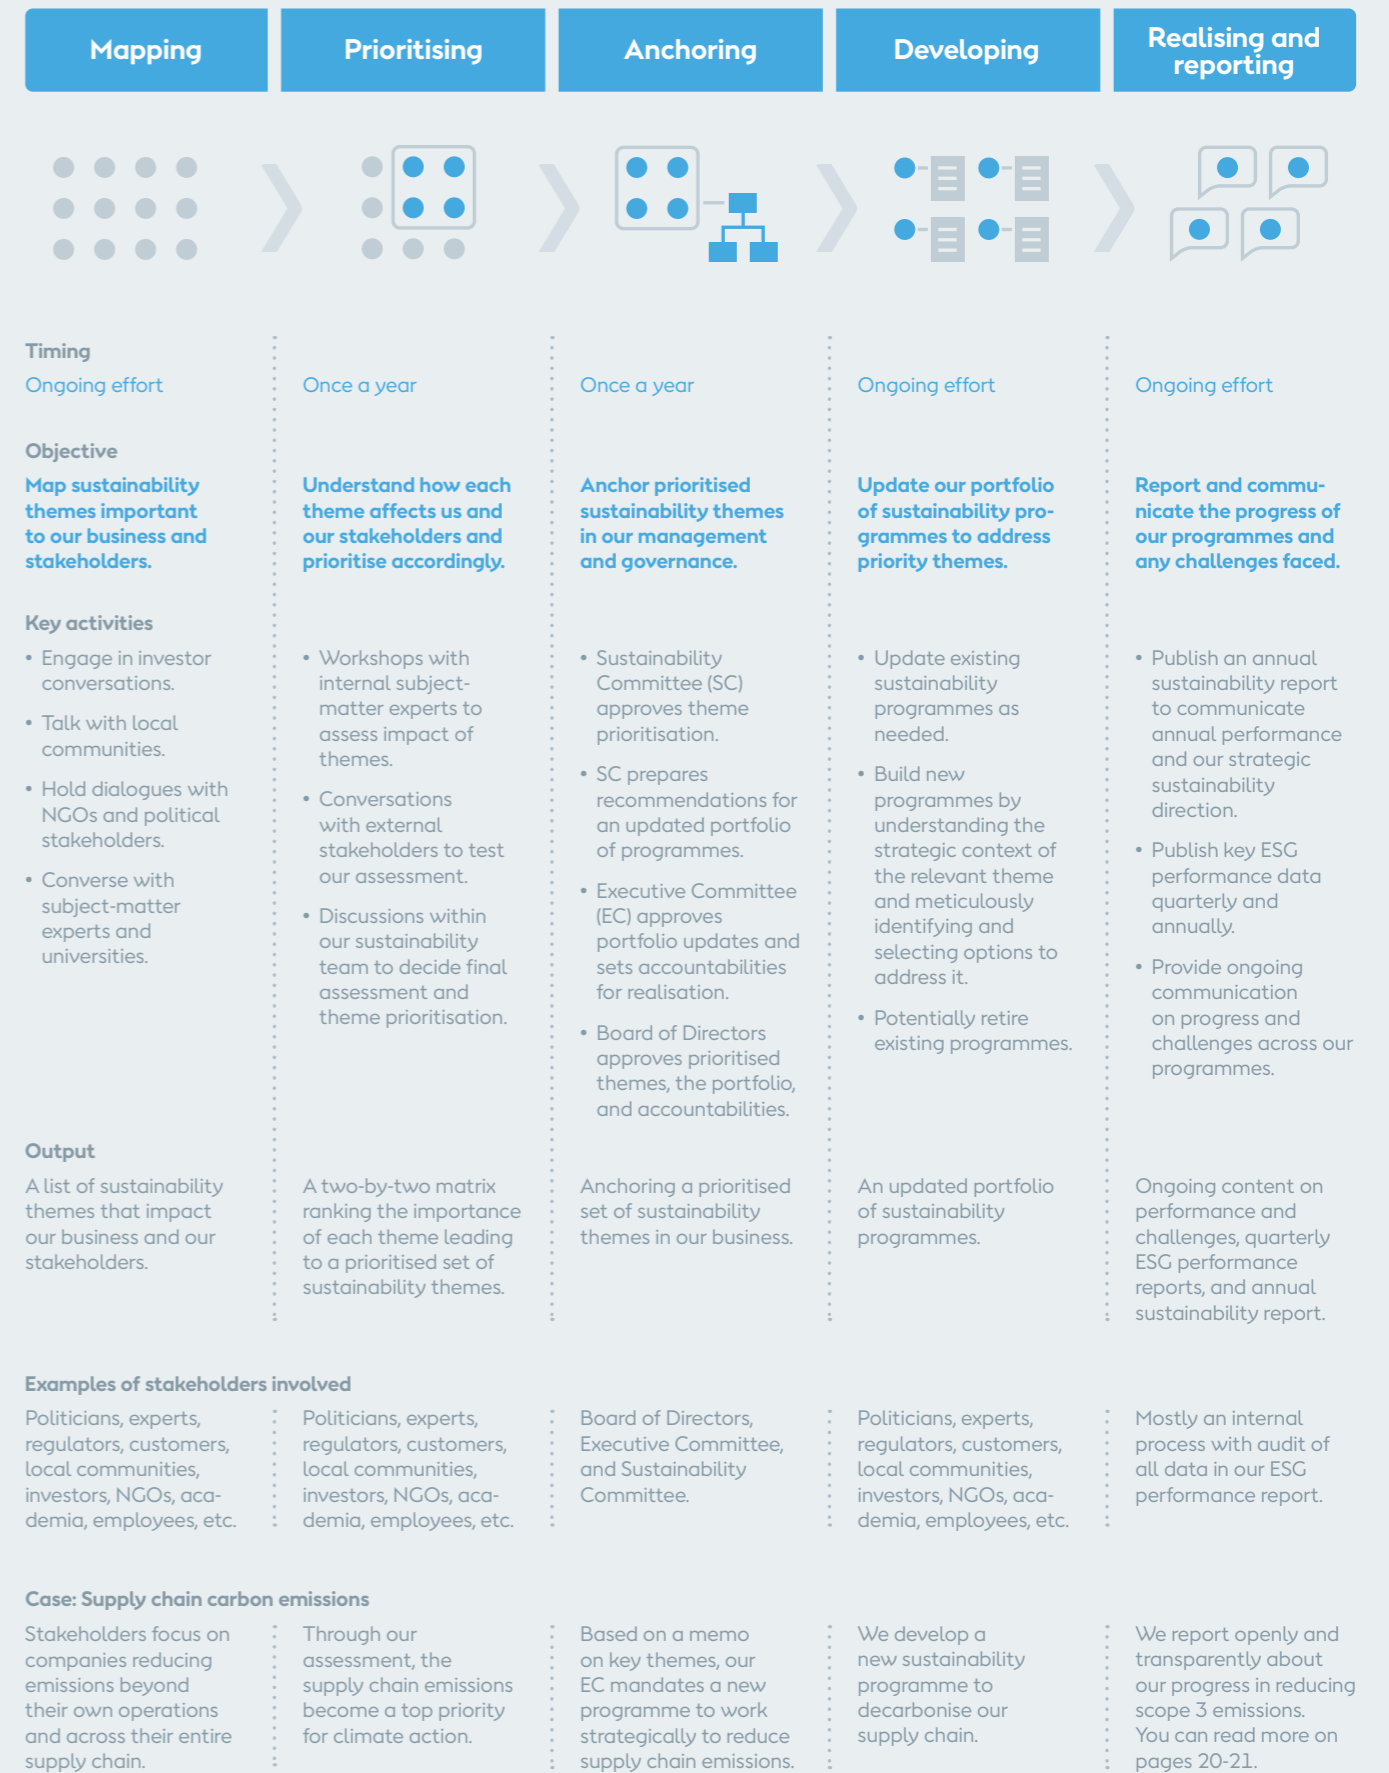 Mapping
Prioritising
Anchoring
Developing
Realising and
reporting
Timing
Ongoing effort
Once a year
Once a year
Ongoing effort
Ongoing effort
Objective
Map sustainability
themes important
to our business and
stakeholders.
Understand how each
theme affects us and
our stakeholders and
prioritise accordingly.
Anchor prioritised
sustainability themes
in our management
and governance.
Update our portfolio
of sustainability pro-
grammes to address
priority themes.
Report and commu-
nicate the progress of
our programmes and
any challenges faced.
Key activities
• Engage in investor
conversations.
• Talk with local
communities.
• Hold dialogues with
NGOs and political
stakeholders.
• Converse with
subject-matter
experts and
universities.
• Workshops with
internal subject-
matter experts to
assess impact of
themes.
• Conversations
with external
stakeholders to test
our assessment.
• Discussions within
our sustainability
team to decide final
assessment and
theme prioritisation.
• Sustainability
Committee (SC)
approves theme
prioritisation.
• SC prepares
recommendations for
an updated portfolio
of programmes.
• Executive Committee
(EC) approves
portfolio updates and
sets accountabilities
for realisation.
• Board of Directors
approves prioritised
themes, the portfolio,
and accountabilities.
• Update existing
sustainability
programmes as
needed.
• Build new
programmes by
understanding the
strategic context of
the relevant theme
and meticulously
identifying and
selecting options to
address it.
• Potentially retire
existing programmes.
• Publish an annual
sustainability report
to communicate
annual performance
and our strategic
sustainability
direction.
• Publish key ESG
performance data
quarterly and
annually.
• Provide ongoing
communication
on progress and
challenges across our
programmes.
Output
A list of sustainability
themes that impact
our business and our
stakeholders.
A two-by-two matrix
ranking the importance
of each theme leading
to a prioritised set of
sustainability themes.
Anchoring a prioritised
set of sustainability
themes in our business.
An updated portfolio
of sustainability
programmes.
Ongoing content on
performance and
challenges, quarterly
ESG performance
reports, and annual
sustainability report.
Examples of stakeholders involved
Politicians, experts,
regulators, customers,
local communities,
investors, NGOs, aca-
demia, employees, etc.
Politicians, experts,
regulators, customers,
local communities,
investors, NGOs, aca-
demia, employees, etc.
Board of Directors,
Executive Committee,
and Sustainability
Committee.
Politicians, experts,
regulators, customers,
local communities,
investors, NGOs, aca-
demia, employees, etc.
Mostly an internal
process with audit of
all data in our ESG
performance report.
Case: Supply chain carbon emissions
Stakeholders focus on
companies reducing
emissions beyond
their own operations
and across their entire
supply chain.
Through our
assessment, the
supply chain emissions
become a top priority
for climate action.
Based on a memo
on key themes, our
EC mandates a new
programme to work
strategically to reduce
supply chain emissions.
We develop a
new sustainability
programme to
decarbonise our
supply chain.
We report openly and
transparently about
our progress in reducing
scope 3 emissions.
You can read more on
pages 20-21.